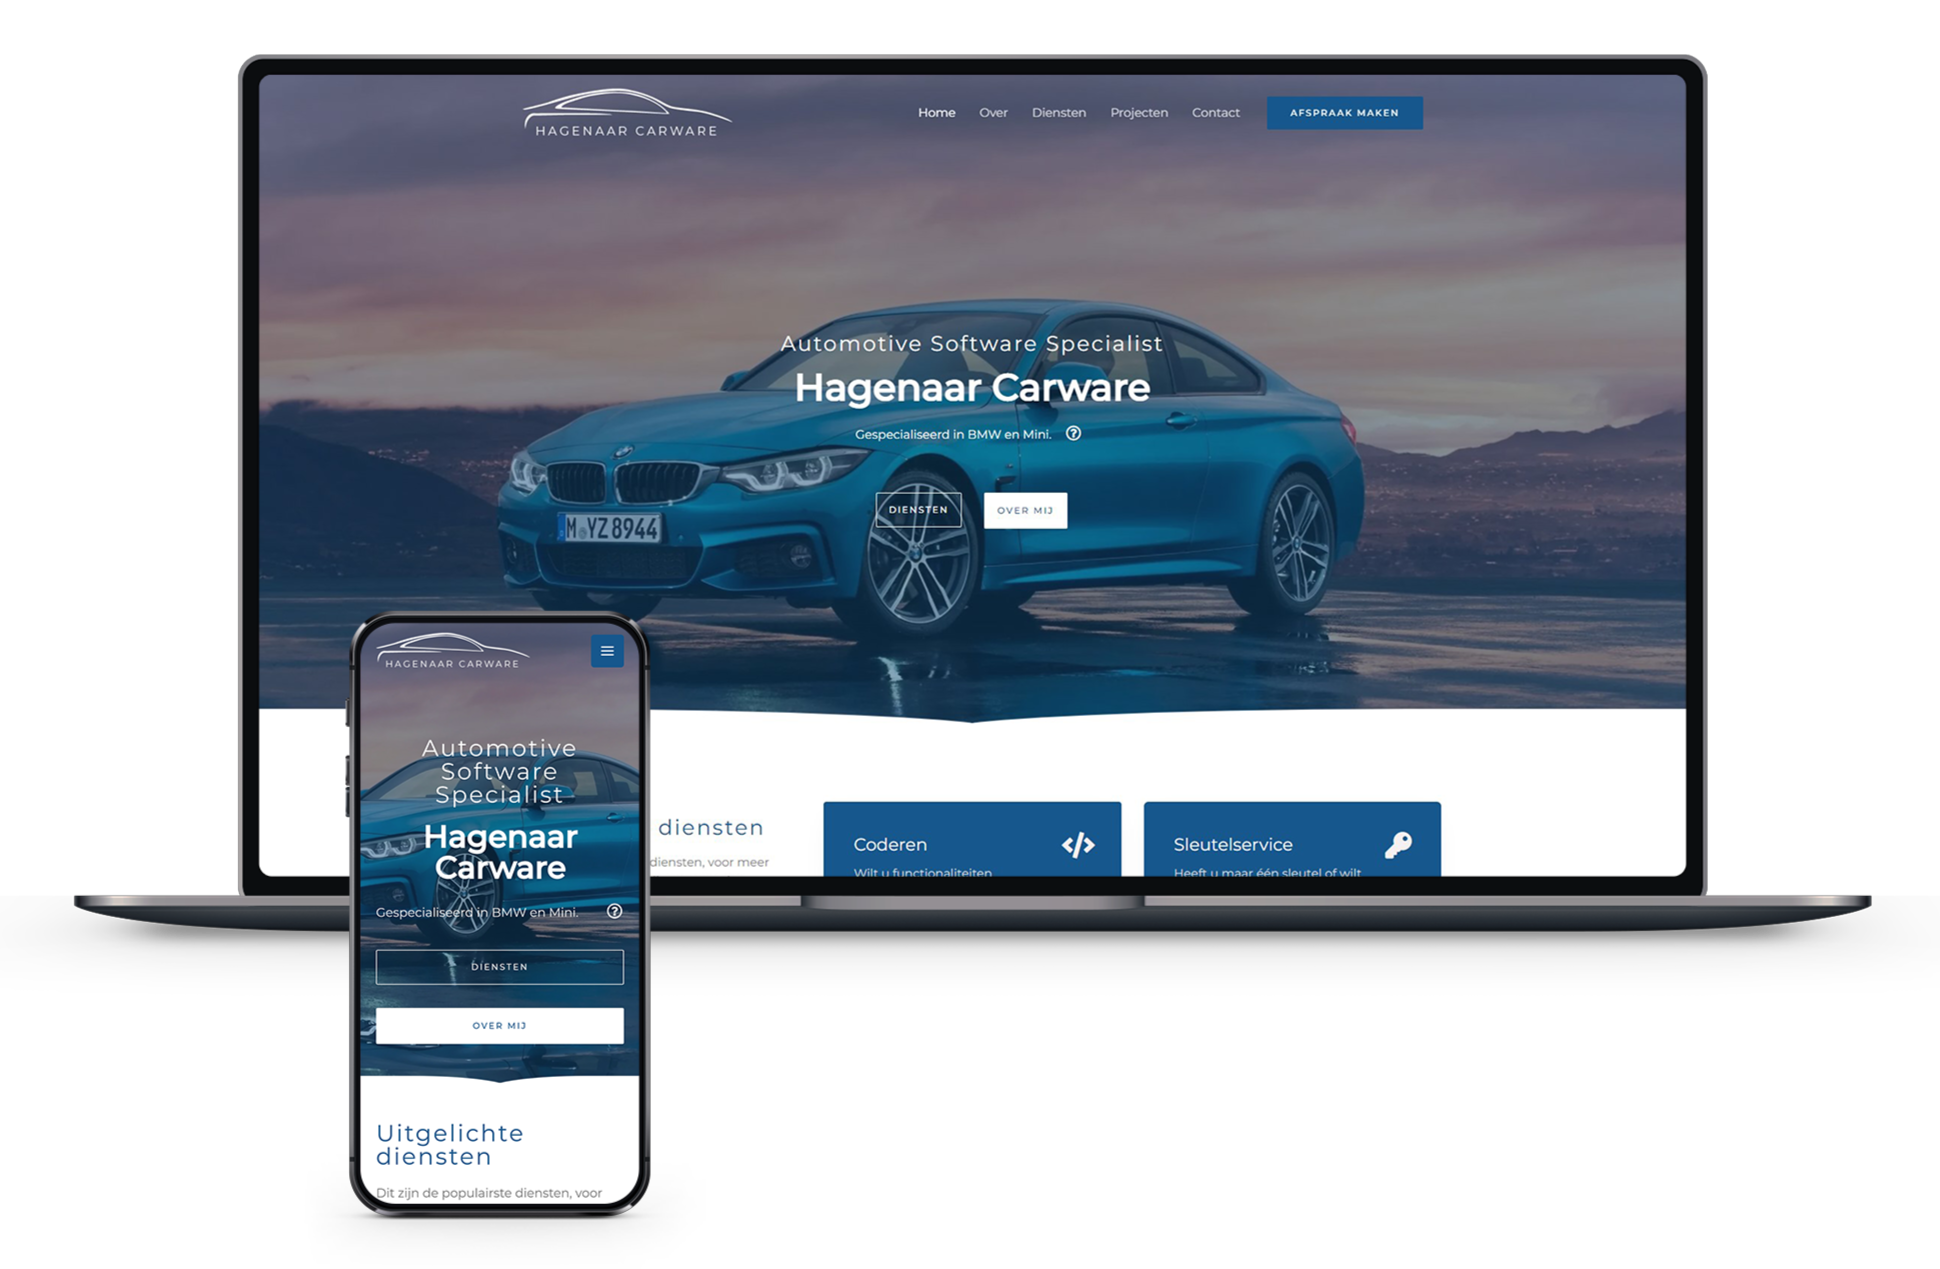 HAGENAAR CARWARE
Home Over Diensten Projecten Contact AFSPRAAK MAKEN
Automotive Software Specialist
Hagenaar Carware
Gespecialiseerd in BMW en Mini.
DIENSTEN OVER MIJ
M YZ 8944
diensten
diensten, voor meer
Coderen
Wilt u functionaliteiten
Sleutelservice
Heeft u maar één sleutel of wilt
HAGENAAR CARWARE
Automotive
Software
Specialist
Hagenaar
Carware
Gespecialiseerd in BMW en Mini.
DIENSTEN
OVER MIJ
Uitgelichte
diensten
Dit zijn de populairste diensten, voor